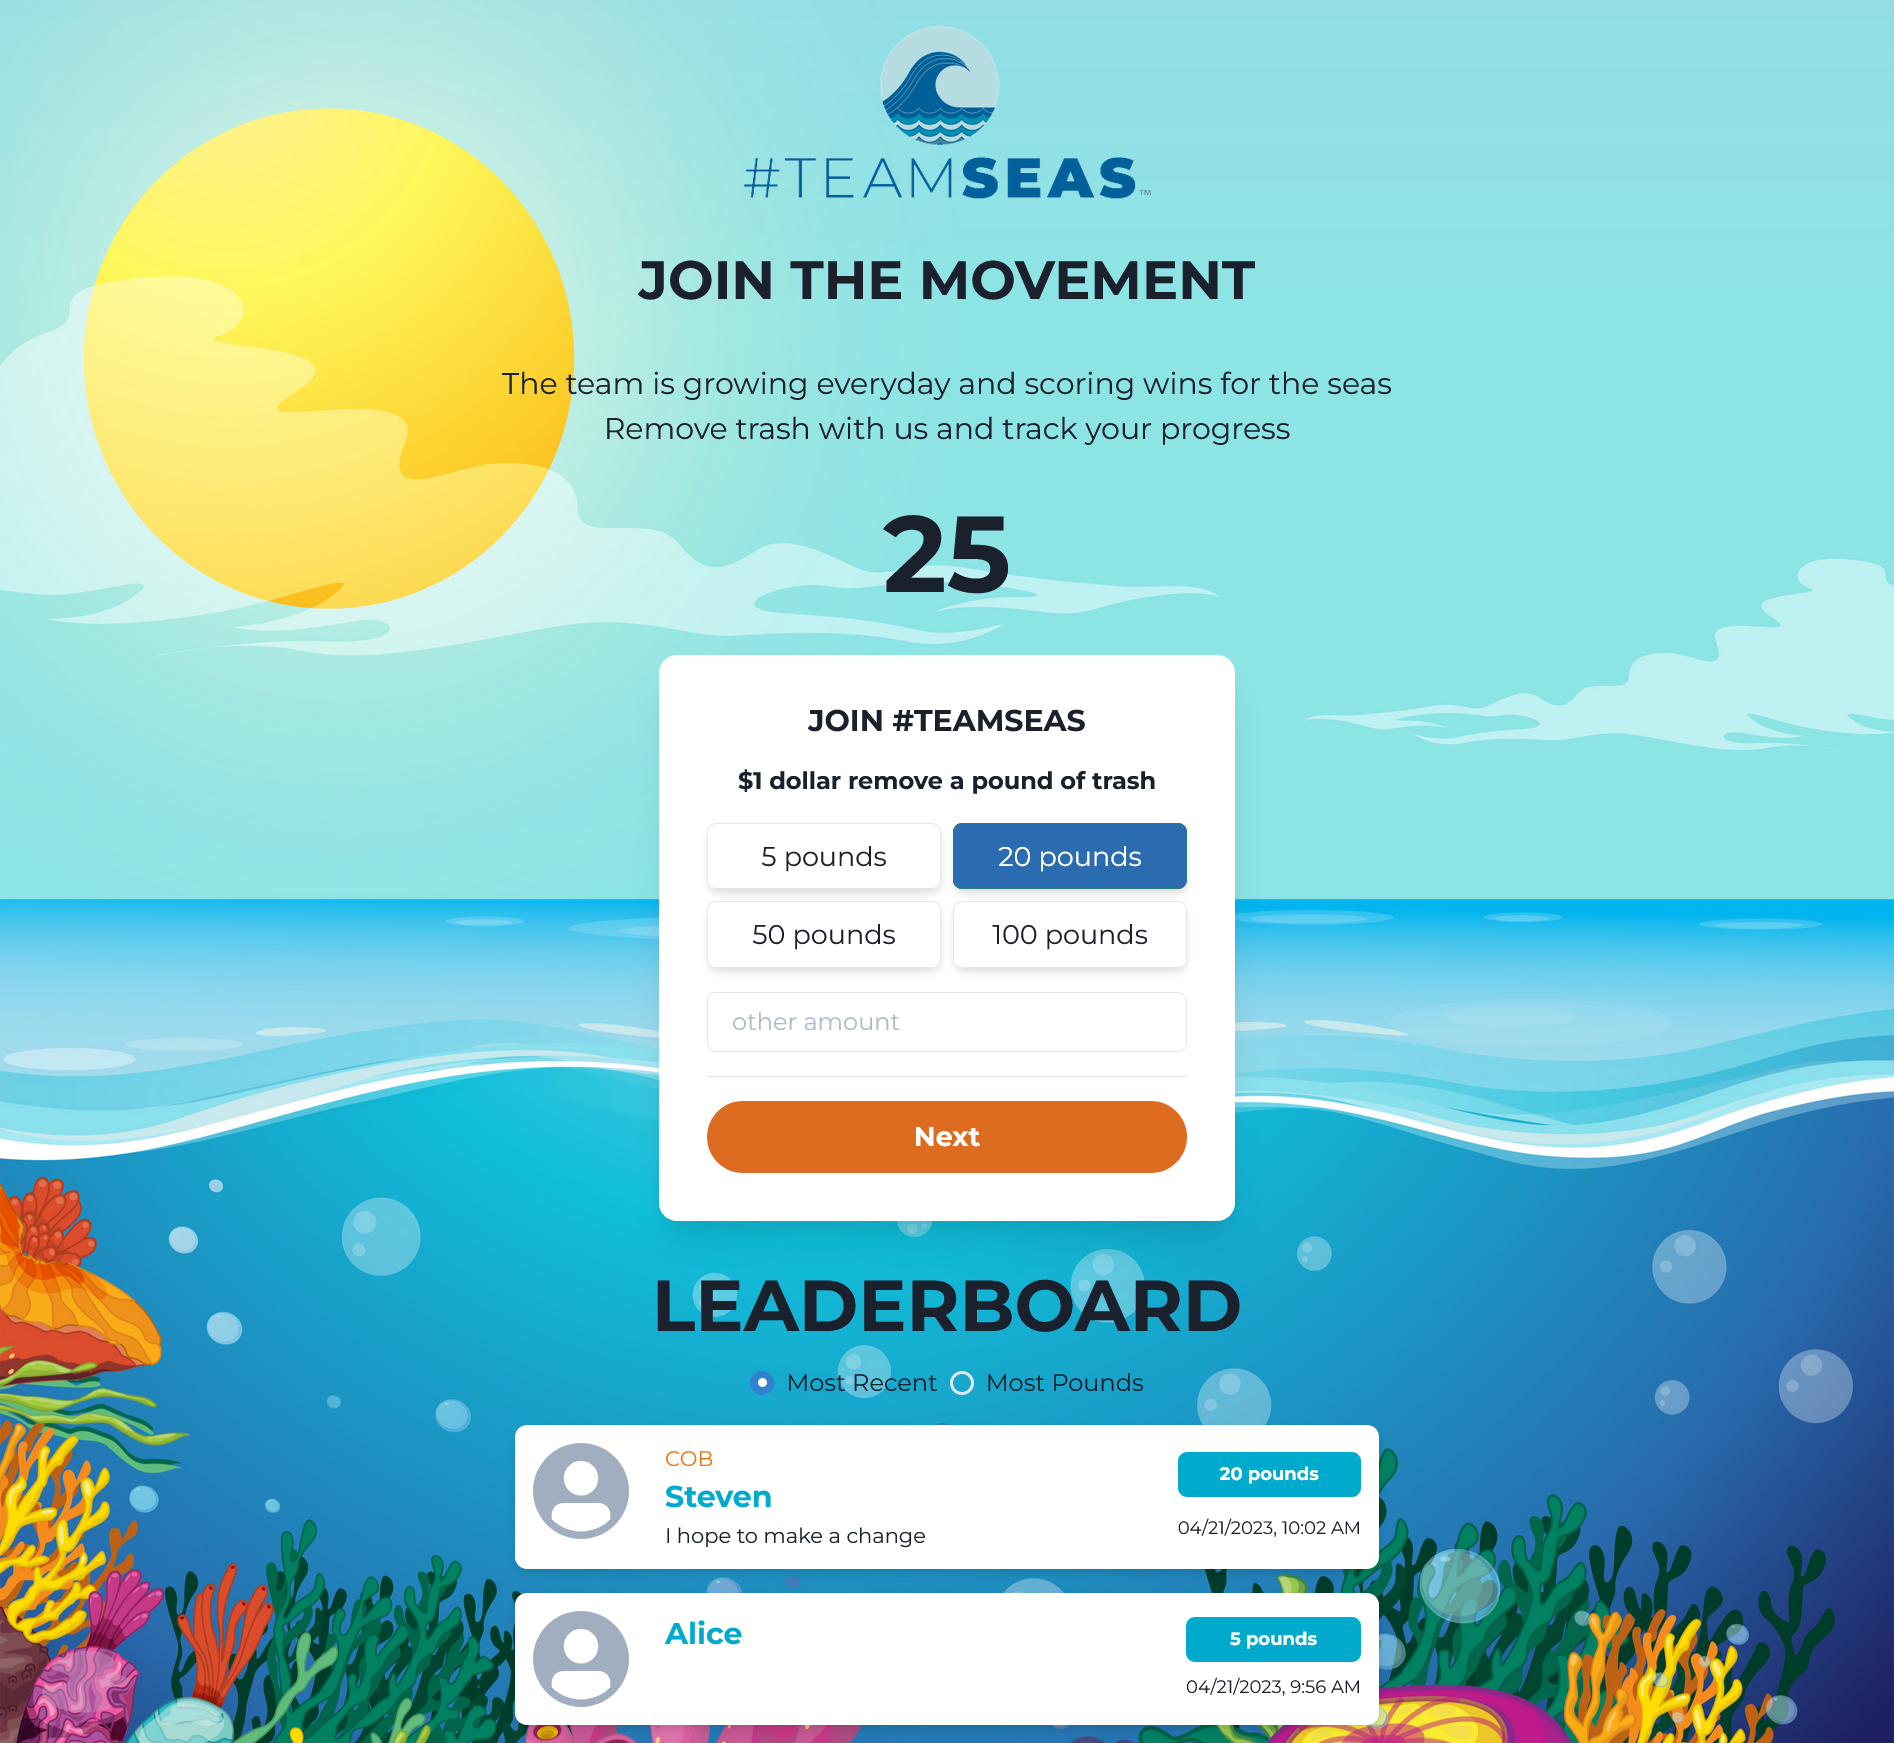 #TEAMSEAS™
JOIN THE MOVEMENT
The team is growing everyday and scoring wins for the seas
Remove trash with us and track your progress
25
JOIN #TEAMSEAS
$1 dollar remove a pound of trash
5 pounds
20 pounds
50 pounds
100 pounds
other amount
Next
LEADERBOARD
Most Recent
Most Pounds
COB
Steven
I hope to make a change
20 pounds
04/21/2023, 10:02 AM
Alice
5 pounds
04/21/2023, 9:56 AM